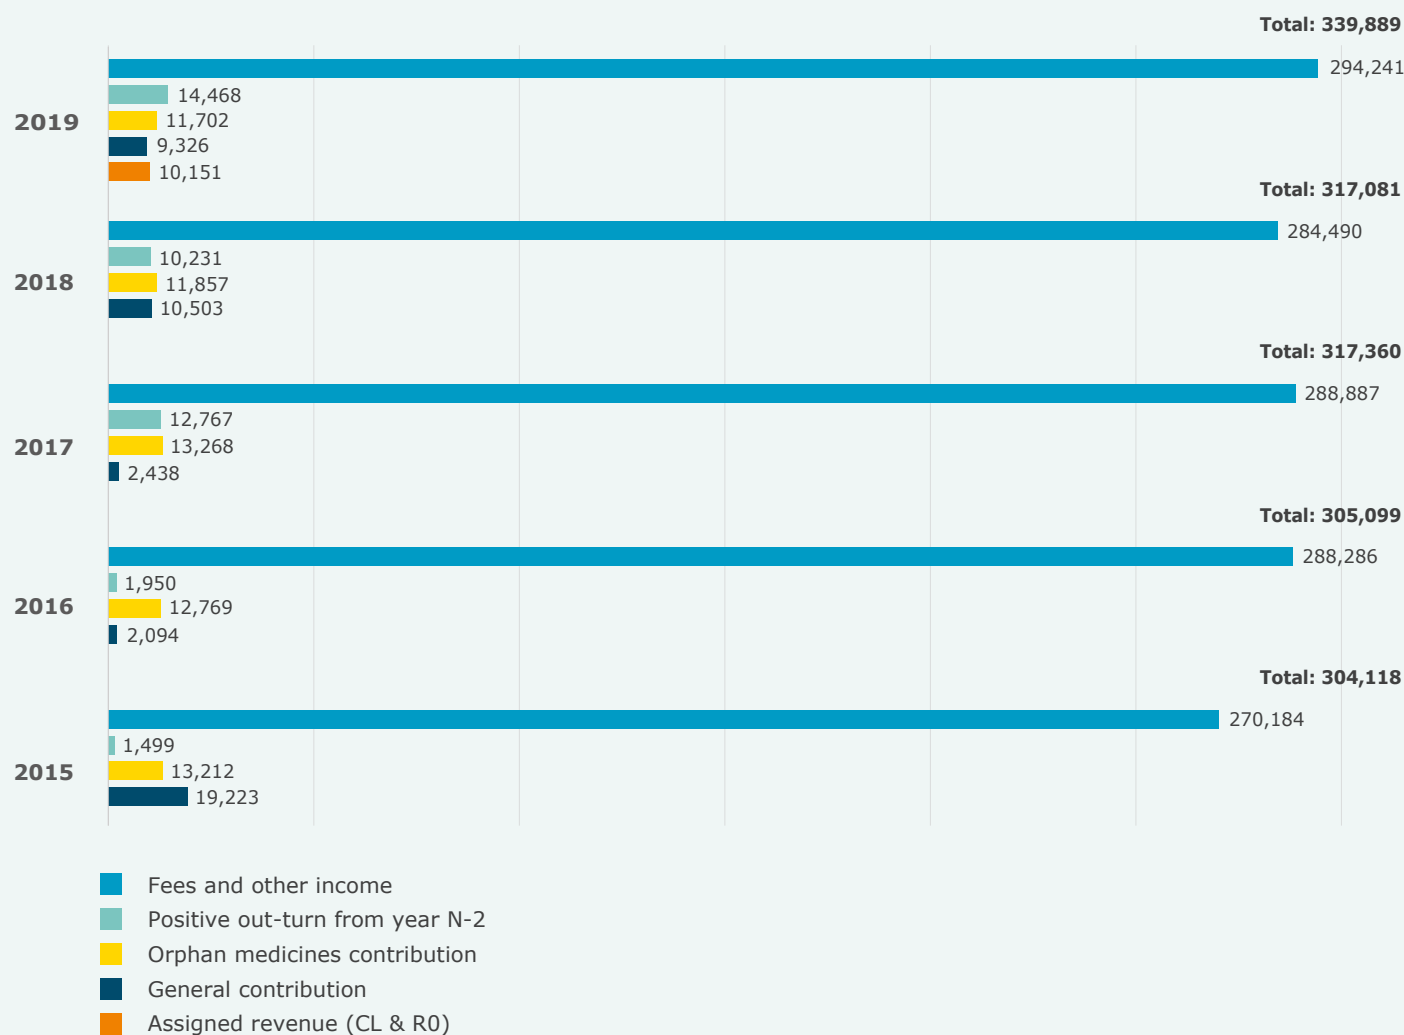 Total: 339,889
294,241
14,468
2019
11,702
9,326
10,151
Total: 317,081
284,490
10,231
2018
11,857
10,503
Total: 317,360
288,887
12,767
2017
13,268
2,438
Total: 305,099
288,286
1,950
2016
12,769
2,094
Total: 304,118
270,184
1,499
2015
13,212
19,223
Fees and other income
Positive out-turn from year N-2
Orphan medicines contribution
General contribution
Assigned revenue (CL & R0)